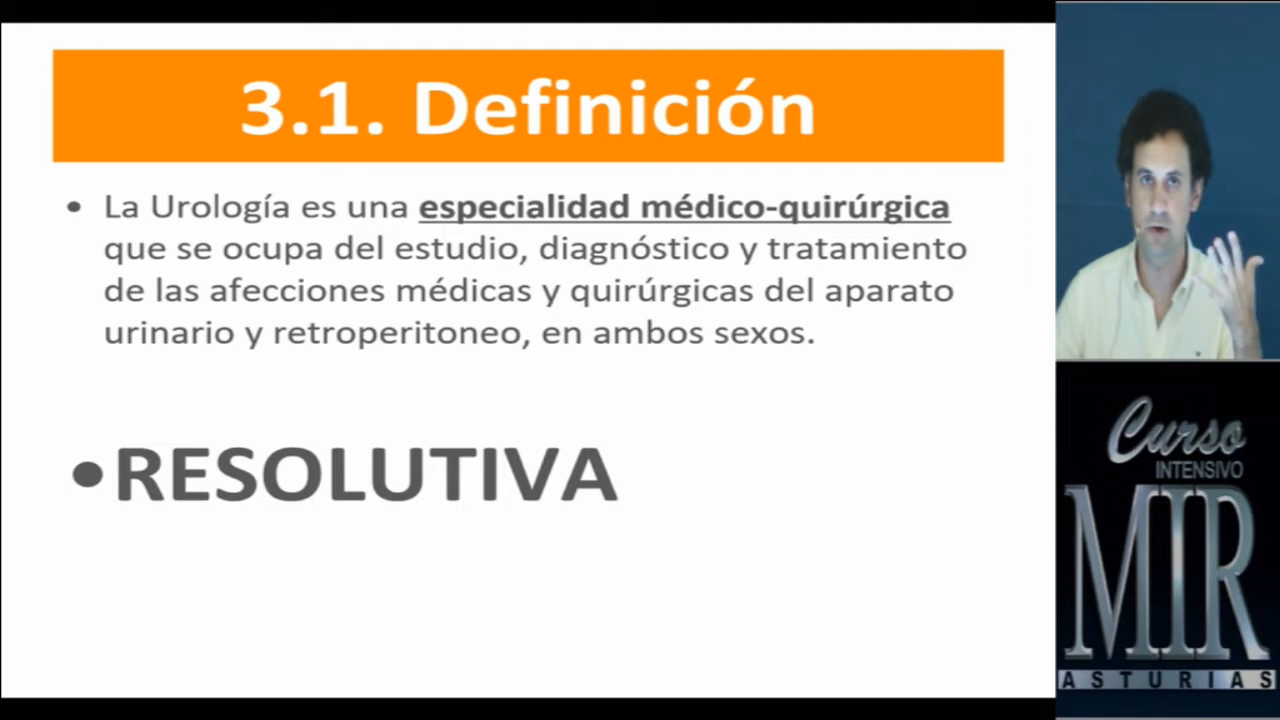 3.1. Definición
• La Urología es una especialidad médico-quirúrgica
que se ocupa del estudio, diagnóstico y tratamiento
de las afecciones médicas y quirúrgicas del aparato
urinario y retroperitoneo, en ambos sexos.
•RESOLUTIVA
Curso
INTENSIVO
MIR
ASTURIAS